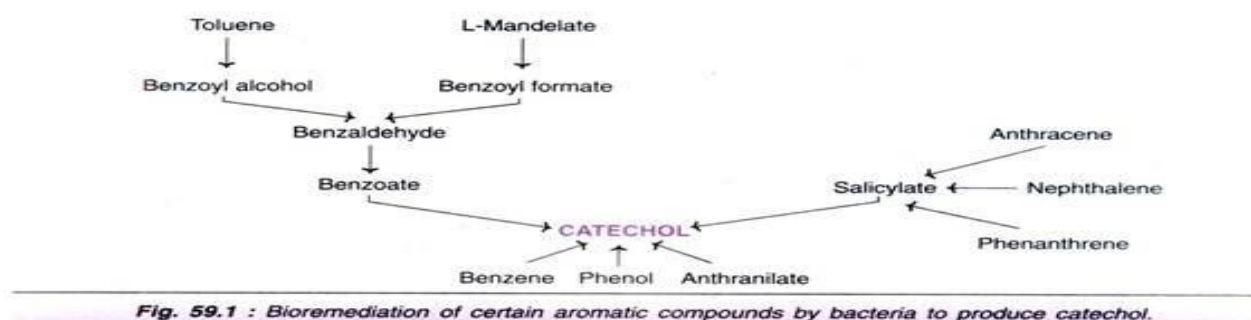 Toluene L-Mandelate
Benzoyl alcohol Benzoyl formate
Benzaldehyde Anthracene
Benzoate Salicylate Nephthalene
CATECHOL
Phenanthrene
Benzene Phenol Anthranilate
Fig. 59.1 : Bioremediation of certain aromatic compounds by bacteria to produce catechol.